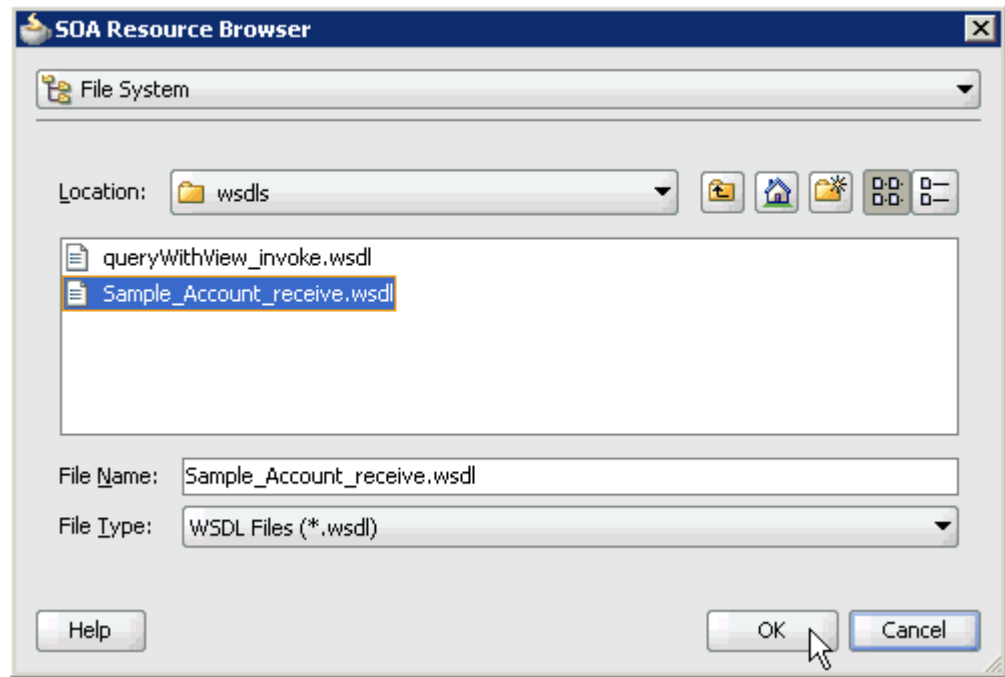 SOA Resource Browser
File System
Location: wsdls
queryWithView_invoke.wsdl
Sample_Account_receive.wsdl
File Name: Sample_Account_receive.wsdl
File Type: WSDL Files (*.wsdl)
Help OK Cancel